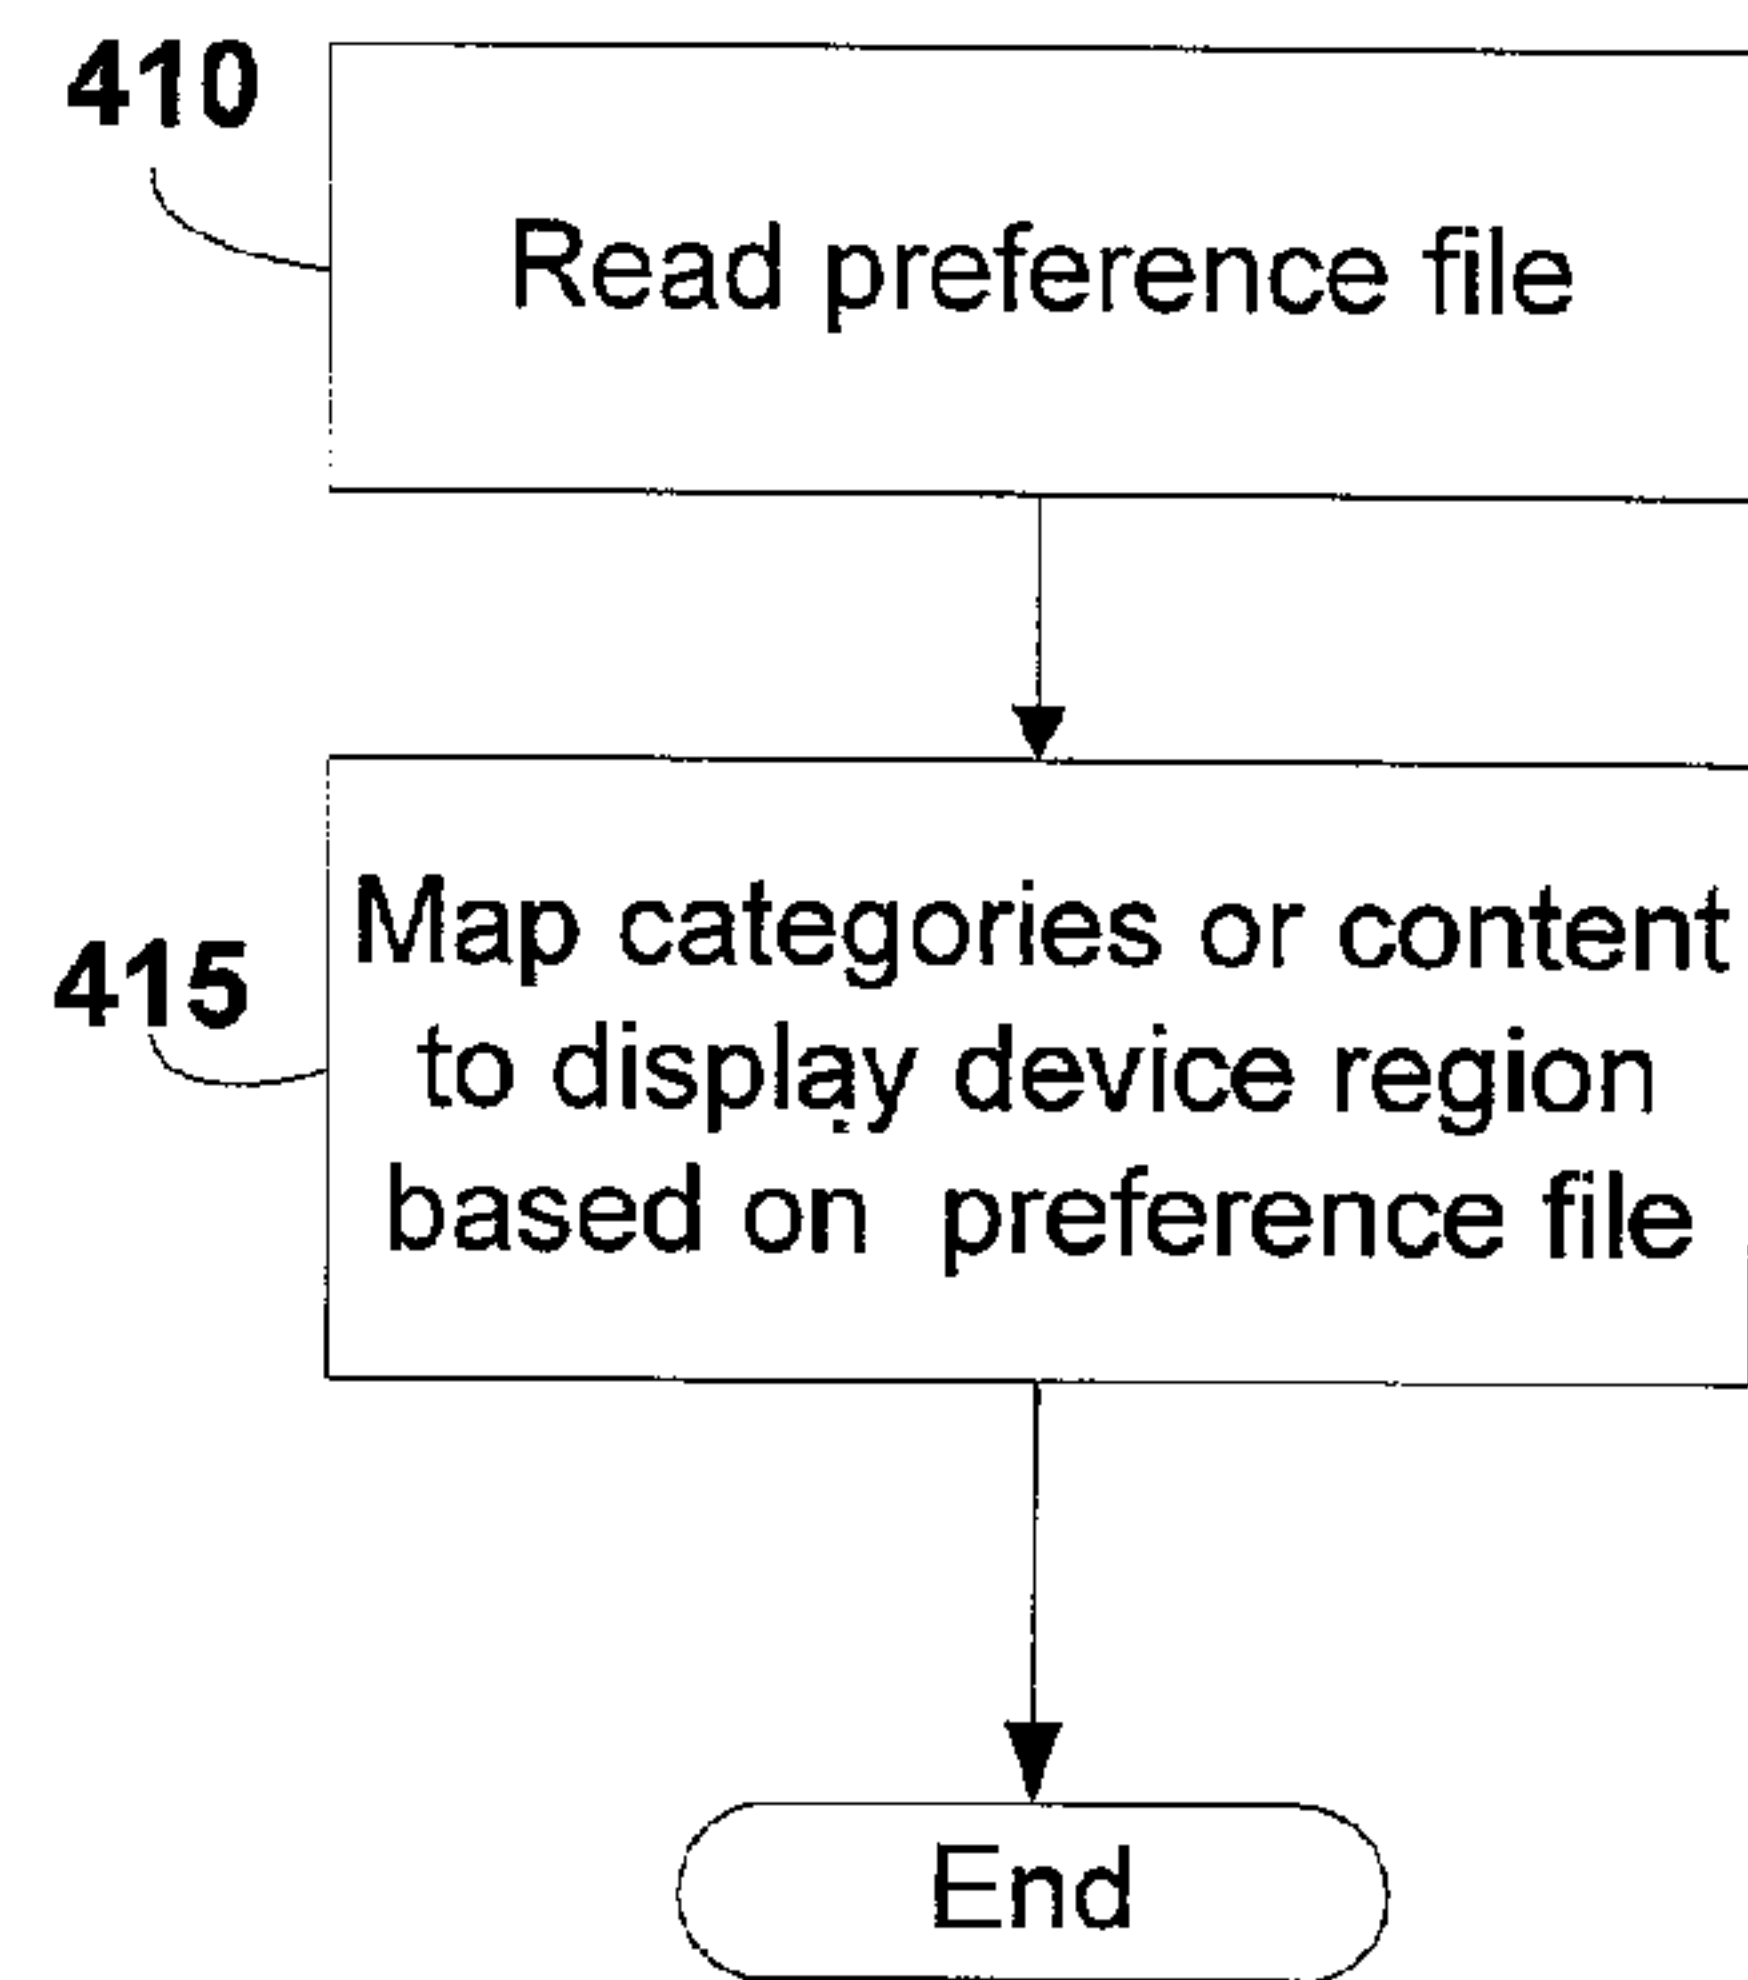 410
Read preference file
Map categories or content
415
to display device region
based on preference file
End